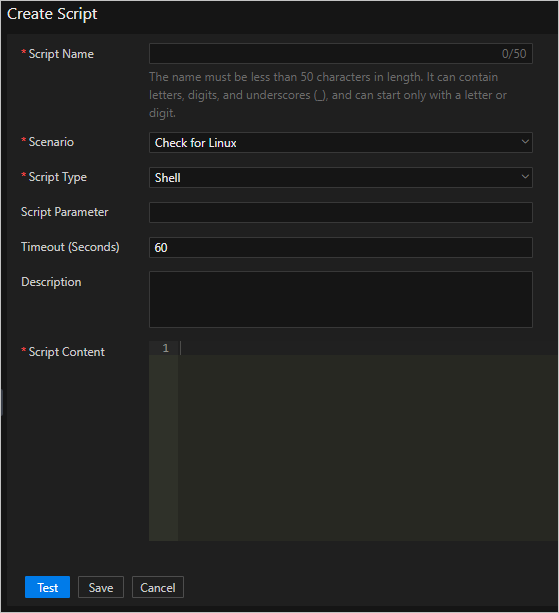 Create Script
* Script Name
0/50
The name must be less than 50 characters in length. It can contain
letters, digits, and underscores (_), and can start only with a letter or
digit.
* Scenario
Check for Linux
* Script Type
Shell
Script Parameter
Timeout (Seconds)
60
Description
* Script Content
1
Test
Save
Cancel